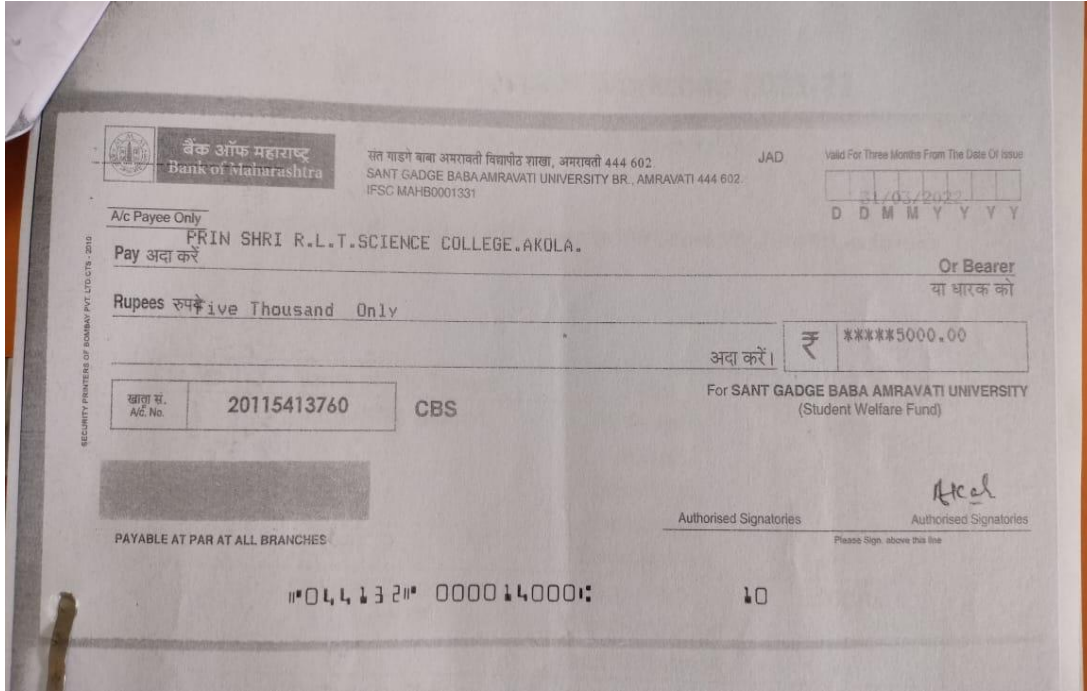 बैंक ऑफ महाराष्ट्र
Bank of Maharashtra
संत गाडगे बाबा अमरावती विद्यापीठ शाखा, अमरावती 444 602
SANT GADGE BABA AMRAVATI UNIVERSITY BR., AMRAVATI 444 602.
IFSC MAHB0001331
JAD
Valid For Three Months From The Date Of Issue
31/03/2022
D D M M Y Y Y Y
A/c Payee Only
PRIN SHRI R.L.T.SCIENCE COLLEGE.AKOLA.
Pay अदा करें
Or Bearer
या धारक को
Rupees रुपये Five Thousand Only
अदा करें। ₹ *****5000.00
खाता सं.
A/c. No.
20115413760
CBS
For SANT GADGE BABA AMRAVATI UNIVERSITY
(Student Welfare Fund)
Authorised Signatories
Authorised Signatories
Please Sign. above this line
PAYABLE AT PAR AT ALL BRANCHES
⑈044132⑈ 000014000⑆ 10
SECURITY PRINTERS OF BOMBAY PVT. LTD.CTS - 2010